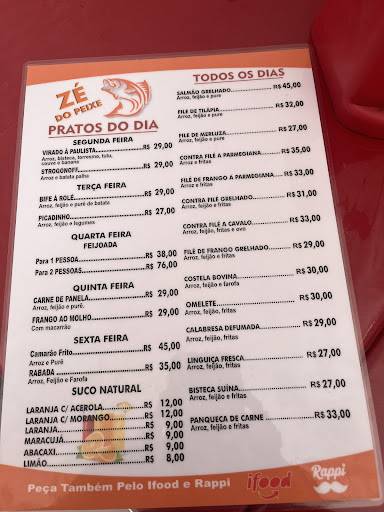 ZÉ
DO PEIXE
PRATOS DO DIA
SEGUNDA FEIRA
VIRADO À PAULISTA R$ 29,00
Arroz, bisteca, torresmo, tutu,
couve e banana
STROGONOFF R$ 29,00
Arroz e batata palha
TERÇA FEIRA
BIFE À ROLÊ R$ 29,00
Arroz, feijão e purê de batata
PICADINHO R$ 27,00
Arroz, feijão e legumes
QUARTA FEIRA
FEIJOADA
Para 1 PESSOA R$ 38,00
Para 2 PESSOAS R$ 76,00
QUINTA FEIRA
CARNE DE PANELA R$ 29,00
Arroz, feijão e purê.
FRANGO AO MOLHO R$ 29,00
Com macarrão
SEXTA FEIRA
Camarão Frito R$ 45,00
Arroz e Purê
RABADA R$ 35,00
Arroz, Feijão e Farofa
SUCO NATURAL
LARANJA C/ ACEROLA R$ 12,00
LARANJA C/ MORANGO R$ 12,00
LARANJA R$ 9,00
MARACUJÁ R$ 9,00
ABACAXI R$ 9,00
LIMÃO R$ 8,00
TODOS OS DIAS
SALMÃO GRELHADO R$ 45,00
Arroz, feijão e pure
FILE DE TILÁPIA R$ 32,00
Arroz, feijão e pure
FILE DE MERLUZA R$ 27,00
Arroz, feijão e pure
CONTRA FILÉ A PARMEGIANA R$ 35,00
Arroz e fritas
FILÉ DE FRANGO À PARMEGIANA R$ 33,00
Arroz e fritas
CONTRA FILÉ GRELHADO R$ 31,00
Arroz, feijão e fritas
CONTRA FILÉ A CAVALO R$ 33,00
Arroz, feijão, fritas e ovo
FILÉ DE FRANGO GRELHADO R$ 29,00
Arroz, feijão e fritas
COSTELA BOVINA R$ 30,00
Arroz, feijão e farofa
OMELETE R$ 30,00
Arroz, feijão, fritas
CALABRESA DEFUMADA R$ 29,00
Arroz, feijão, fritas
LINGUIÇA FRESCA R$ 27,00
Arroz, feijão, fritas
BISTECA SUÍNA R$ 27,00
Arroz, feijão e fritas
PANQUECA DE CARNE R$ 33,00
Arroz, feijão, fritas
Peça Também Pelo Ifood e Rappi
ifood
Rappi